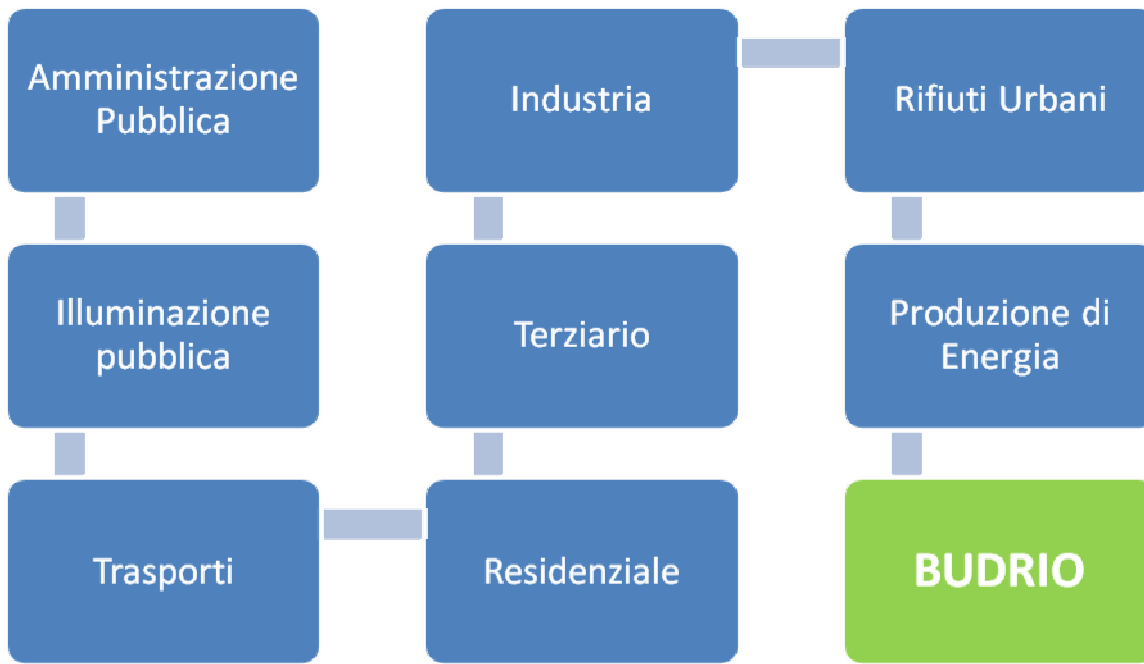 Amministrazione
Pubblica
Illuminazione
pubblica
Trasporti
Residenziale
Terziario
Industria
Rifiuti Urbani
Produzione di
Energia
BUDRIO